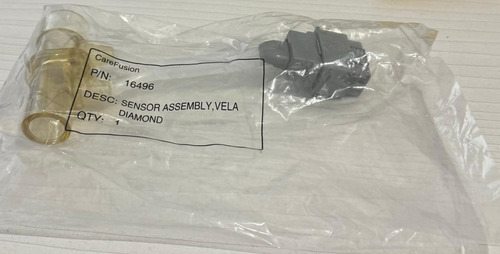 CareFusion
P/N: 16496
DESC: SENSOR ASSEMBLY,VELA
DIAMOND
QTY: 1